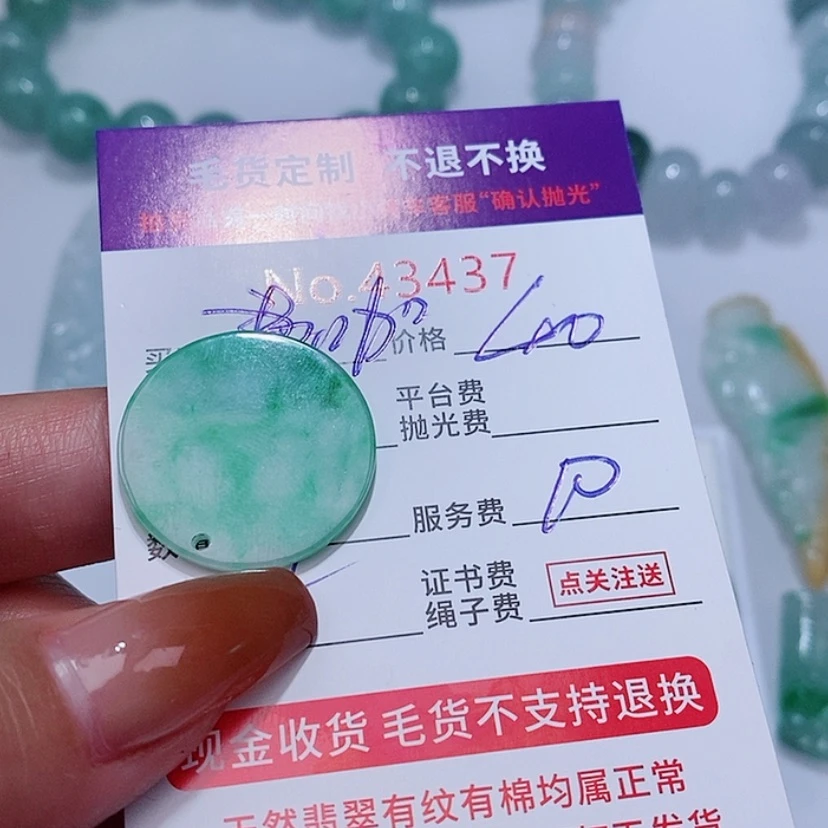 毛货定制 不退不换
客服“确认抛光”
No.43437
价格
平台费
抛光费
数
服务费
证书费 点关注送
绳子费
现金收货 毛货不支持退换
天然翡翠有纹有棉均属正常